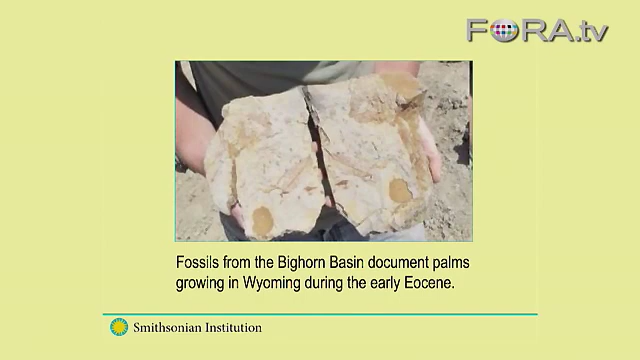 FORA.tv
Fossils from the Bighorn Basin document palms
growing in Wyoming during the early Eocene.
Smithsonian Institution